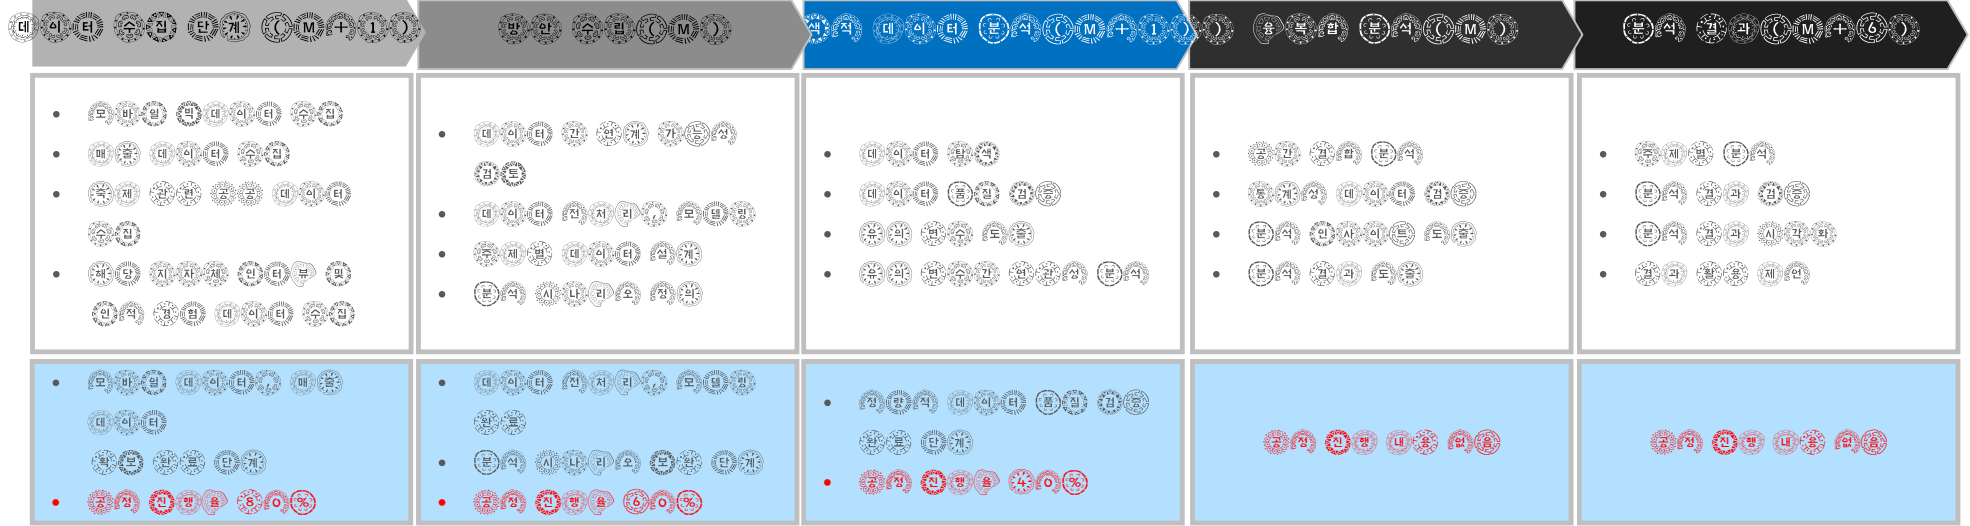 데이터 수집 단계(M+1)
방안 수립(M)
색적 데이터 분석(M+1)
융복합 분석(M)
분석 결과(M+6)
• 모바일 빅데이터 수집
• 매출 데이터 수집
• 축제 관련 공공 데이터
수집
• 해당 지자체 인터뷰 및
인적 경험 데이터 수집
• 데이터 간 연계 가능성
검토
• 데이터 전처리, 모델링
• 주제별 데이터 설계
• 분석 시나리오 정의
• 데이터 탐색
• 데이터 품질 검증
• 유의 변수 도출
• 유의 변수간 연관성 분석
• 공간 결합 분석
• 통계성 데이터 검증
• 분석 인사이트 도출
• 분석 결과 도출
• 주제별 분석
• 분석 결과 검증
• 분석 결과 시각화
• 결과 활용 제언
• 모바일 데이터, 매출
데이터
확보 완료 단계
• 공정 진행율 80%
• 데이터 전처리, 모델링
완료
• 분석 시나리오 보완 단계
• 공정 진행율 60%
• 정량적 데이터 품질 검증
완료 단계
• 공정 진행율 40%
공정 진행 내용 없음
공정 진행 내용 없음